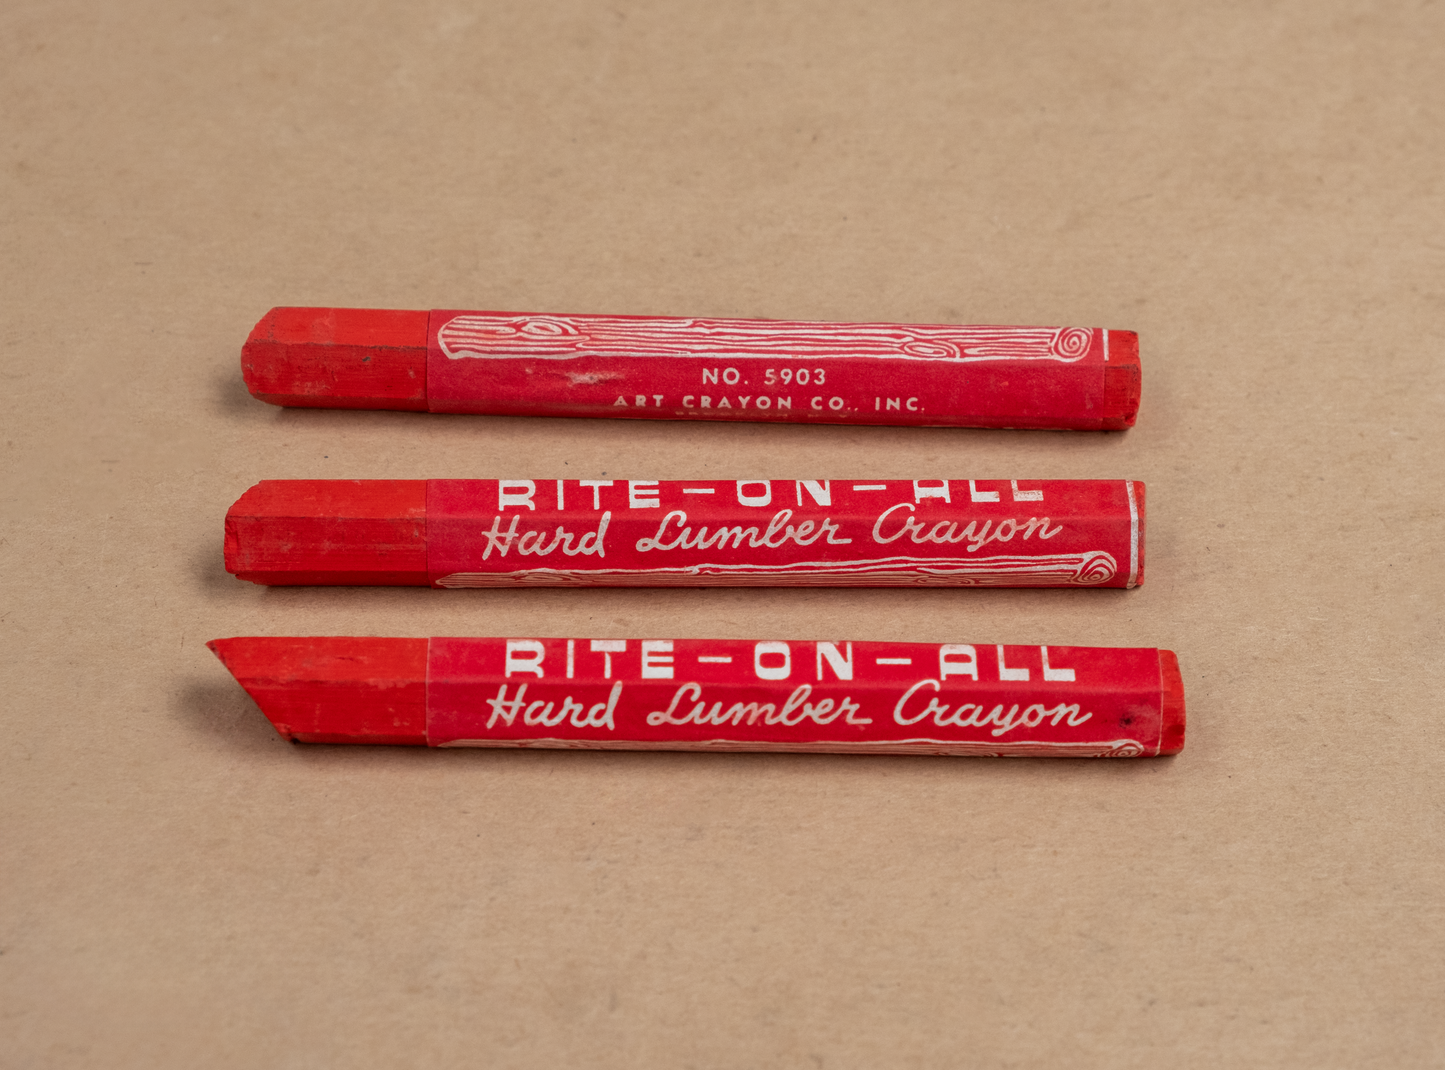 NO. 5903
ART CRAYON CO., INC.
RITE-ON-ALL
Hard Lumber Crayon
RITE-ON-ALL
Hard Lumber Crayon